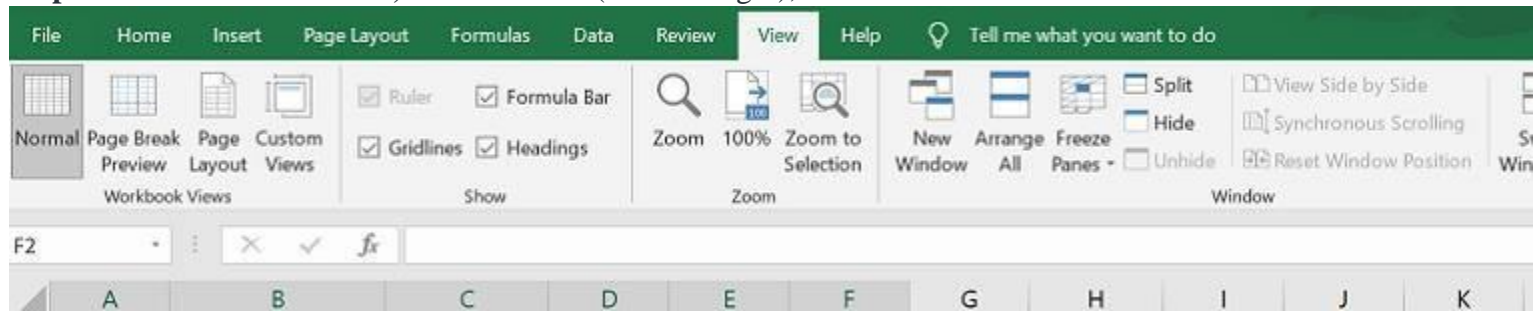 File Home Insert Page Layout Formulas Data Review View Help Tell me what you want to do
Normal Page Break Preview Page Layout Custom Views
Workbook Views
Ruler Formula Bar
Gridlines Headings
Show
Zoom 100% Zoom to Selection
Zoom
New Window Arrange All Freeze Panes
Split
Hide
Unhide
View Side by Side
Synchronous Scrolling
Reset Window Position
Window
F2 fx
A B C D E F G H I J K